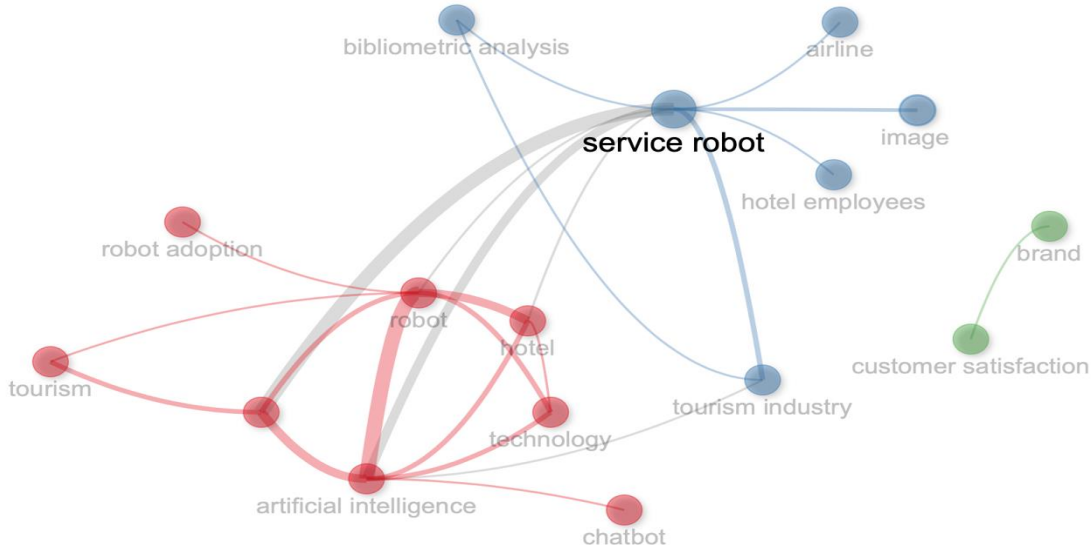 bibliometric analysis
airline
service robot
image
hotel employees
robot adoption
brand
robot
hotel
customer satisfaction
tourism
tourism industry
technology
artificial intelligence
chatbot